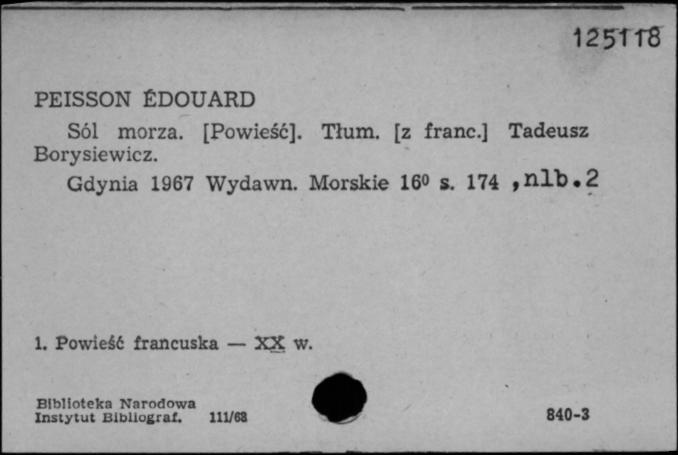 125118
PEISSON ÉDOUARD
Sól morza. [Powieść]. Tłum. [z franc.] Tadeusz
Borysiewicz.
Gdynia 1967 Wydawn. Morskie 16⁰ s. 174 ,nlb.2
1. Powieść francuska — XX w.
Biblioteka Narodowa
Instytut Bibliograf. 111/68
840-3